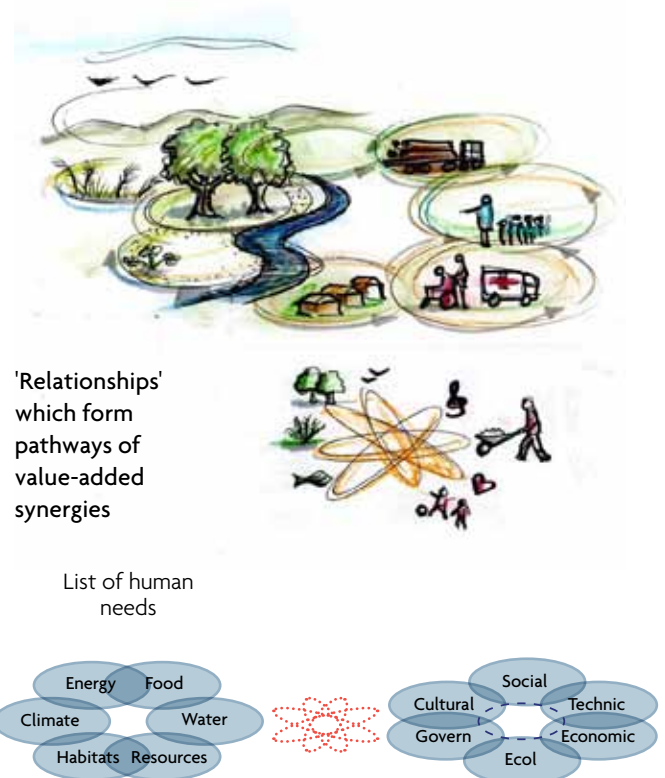 'Relationships'
which form
pathways of
value-added
synergies
List of human
needs
Energy Food
Climate Water
Habitats Resources
Social
Cultural Technic
Govern Economic
Ecol